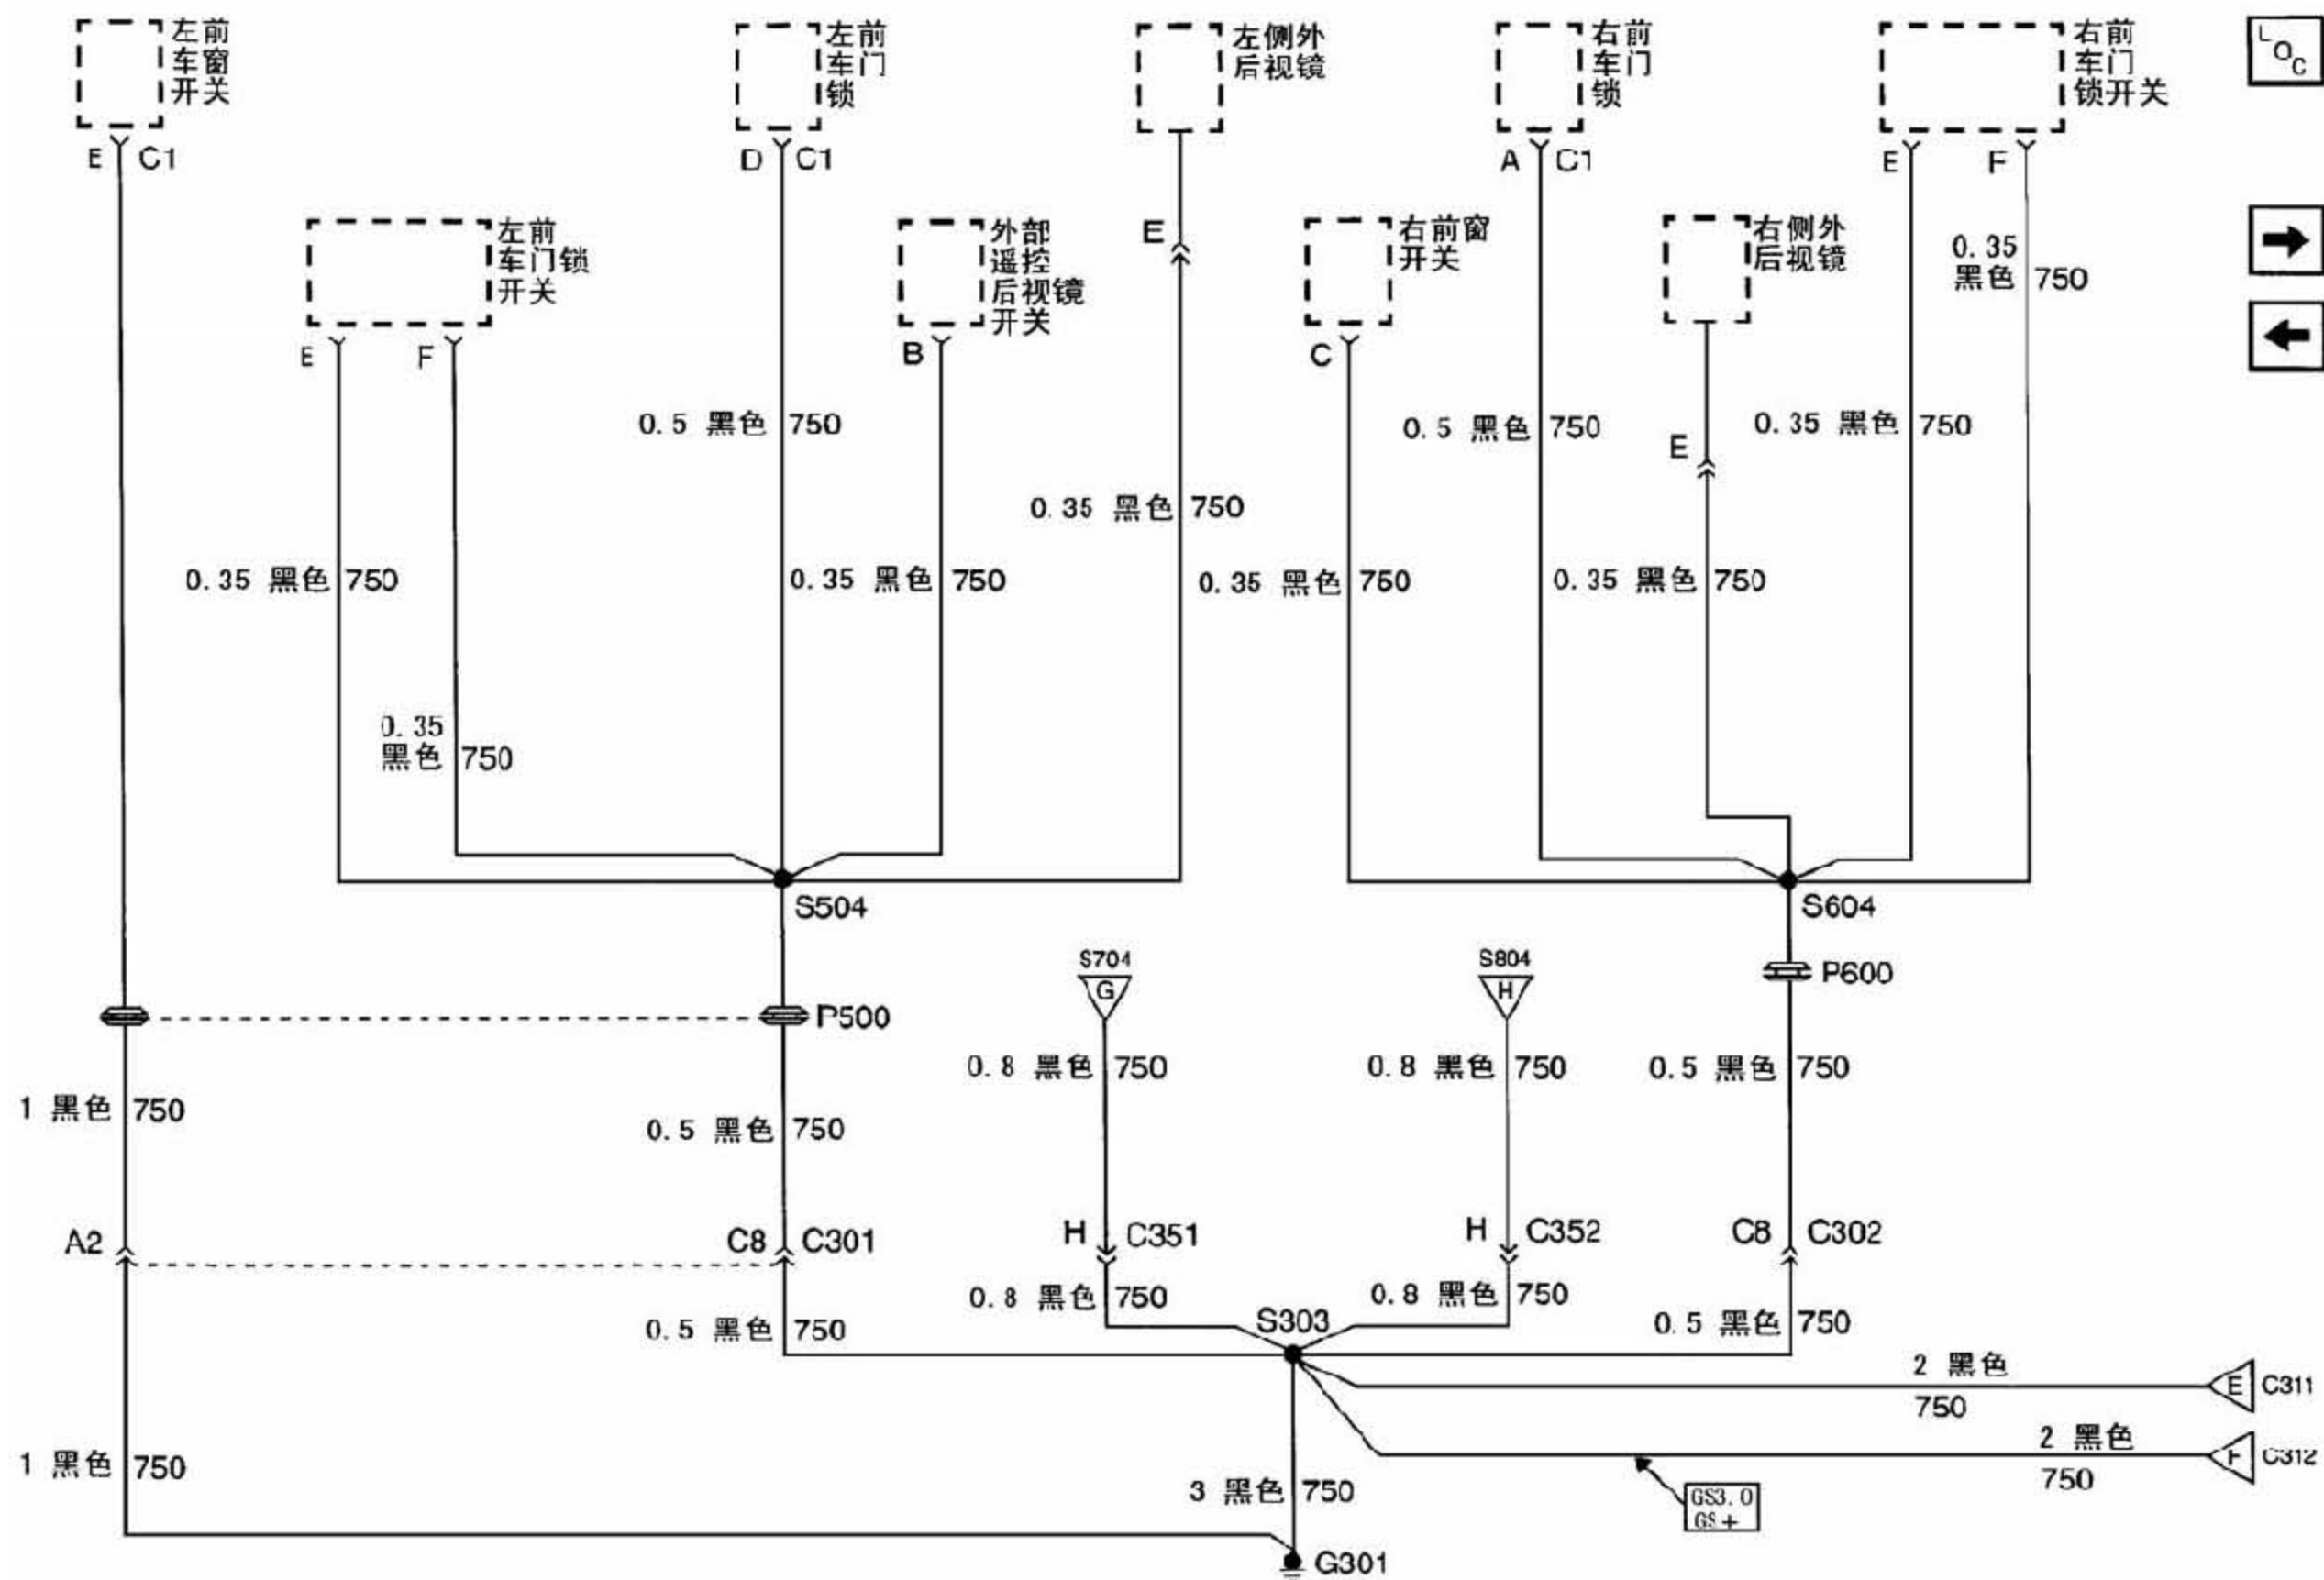 左前
车窗
开关
左前
车门
锁
左侧外
后视镜
右前
车门
锁
右前
车门
锁开关
LOC
E C1
D C1
A C1
E
F
左前
车门锁
开关
外部
遥控
后视镜
开关
E
右前窗
开关
右侧外
后视镜
0.35
黑色 750
E
F
B
C
0.5 黑色 750
0.5 黑色 750
E
0.35 黑色 750
0.35 黑色 750
0.35 黑色 750
0.35 黑色 750
0.35 黑色 750
0.35 黑色 750
0.35
黑色 750
S504
S604
S704
G
S804
H
P600
P500
0.8 黑色 750
0.8 黑色 750
0.5 黑色 750
1 黑色 750
0.5 黑色 750
A2
C8 C301
H C351
H C352
C8 C302
0.8 黑色 750
0.8 黑色 750
0.5 黑色 750
S303
0.5 黑色 750
2 黑色
750
E C311
2 黑色
750
F C312
1 黑色 750
3 黑色 750
GS3.0
GS+
G301